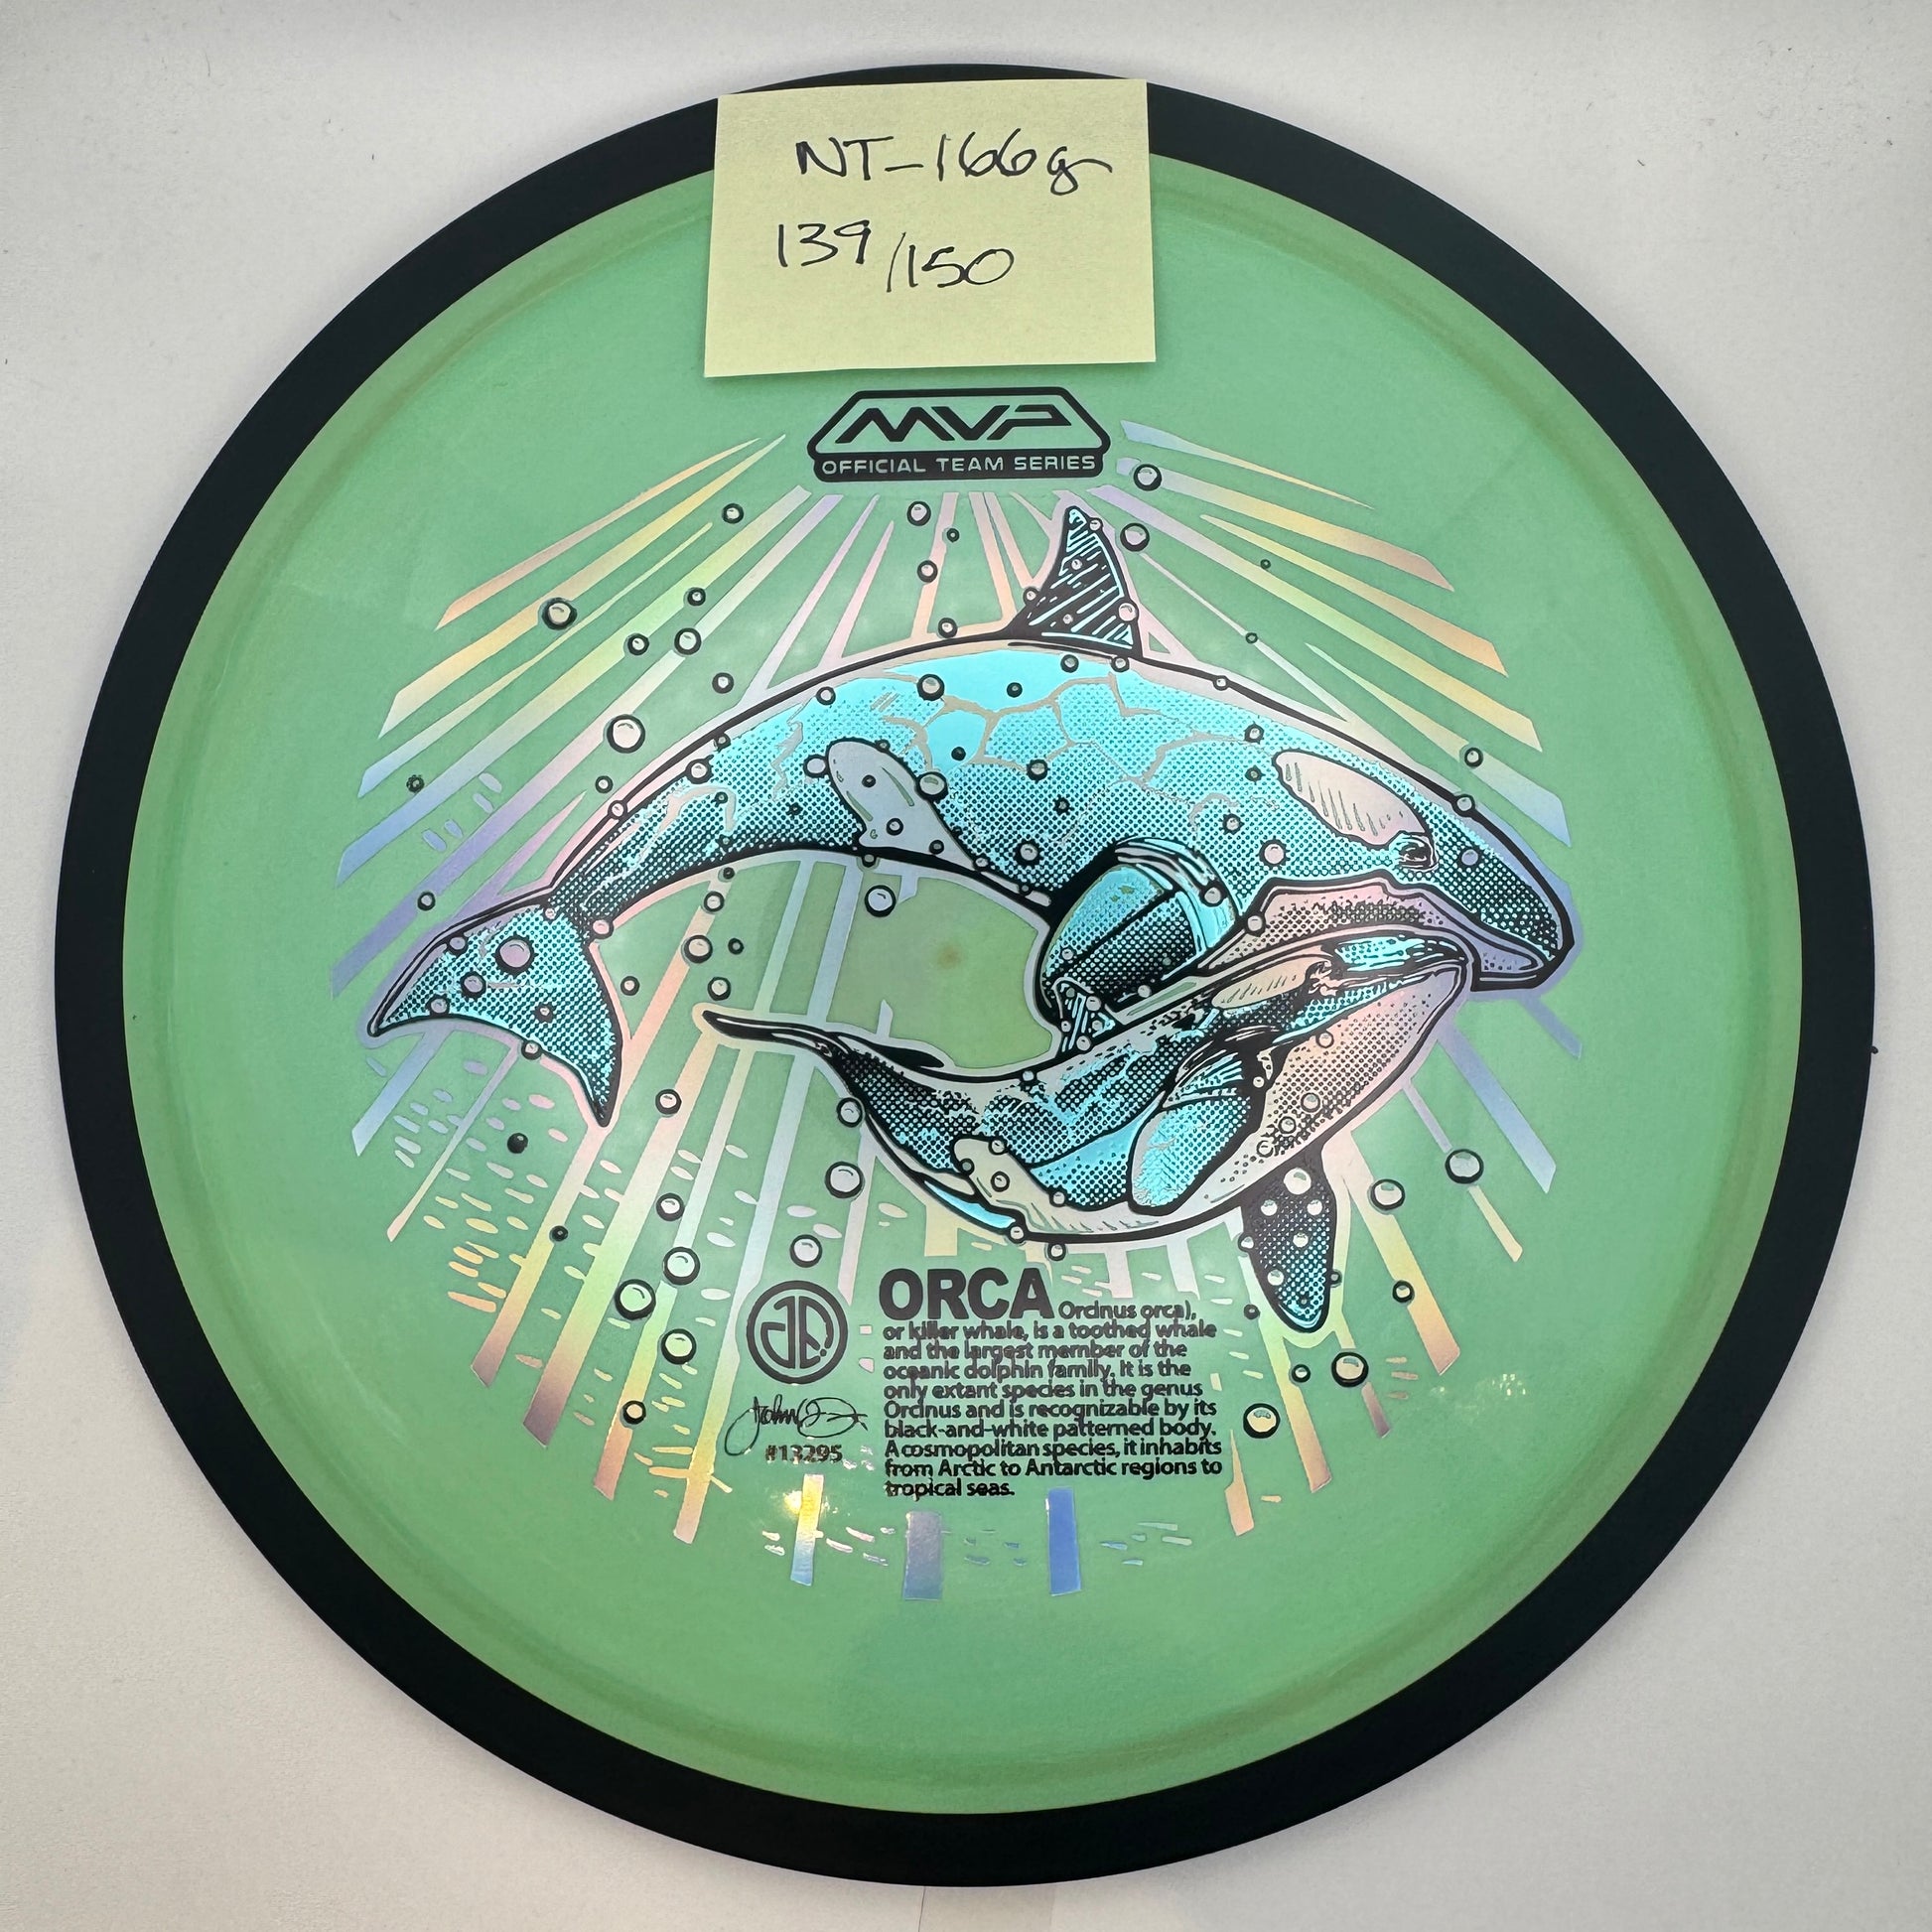 NT-166g
139/150
MVP
OFFICIAL TEAM SERIES
ORCA Orcinus orca),
or killer whale, is a toothed whale
and the largest member of the
oceanic dolphin family. It is the
only extant species in the genus
Orcinus and is recognizable by its
black-and-white patterned body.
A cosmopolitan species, it inhabits
from Arctic to Antarctic regions to
tropical seas.
#13295